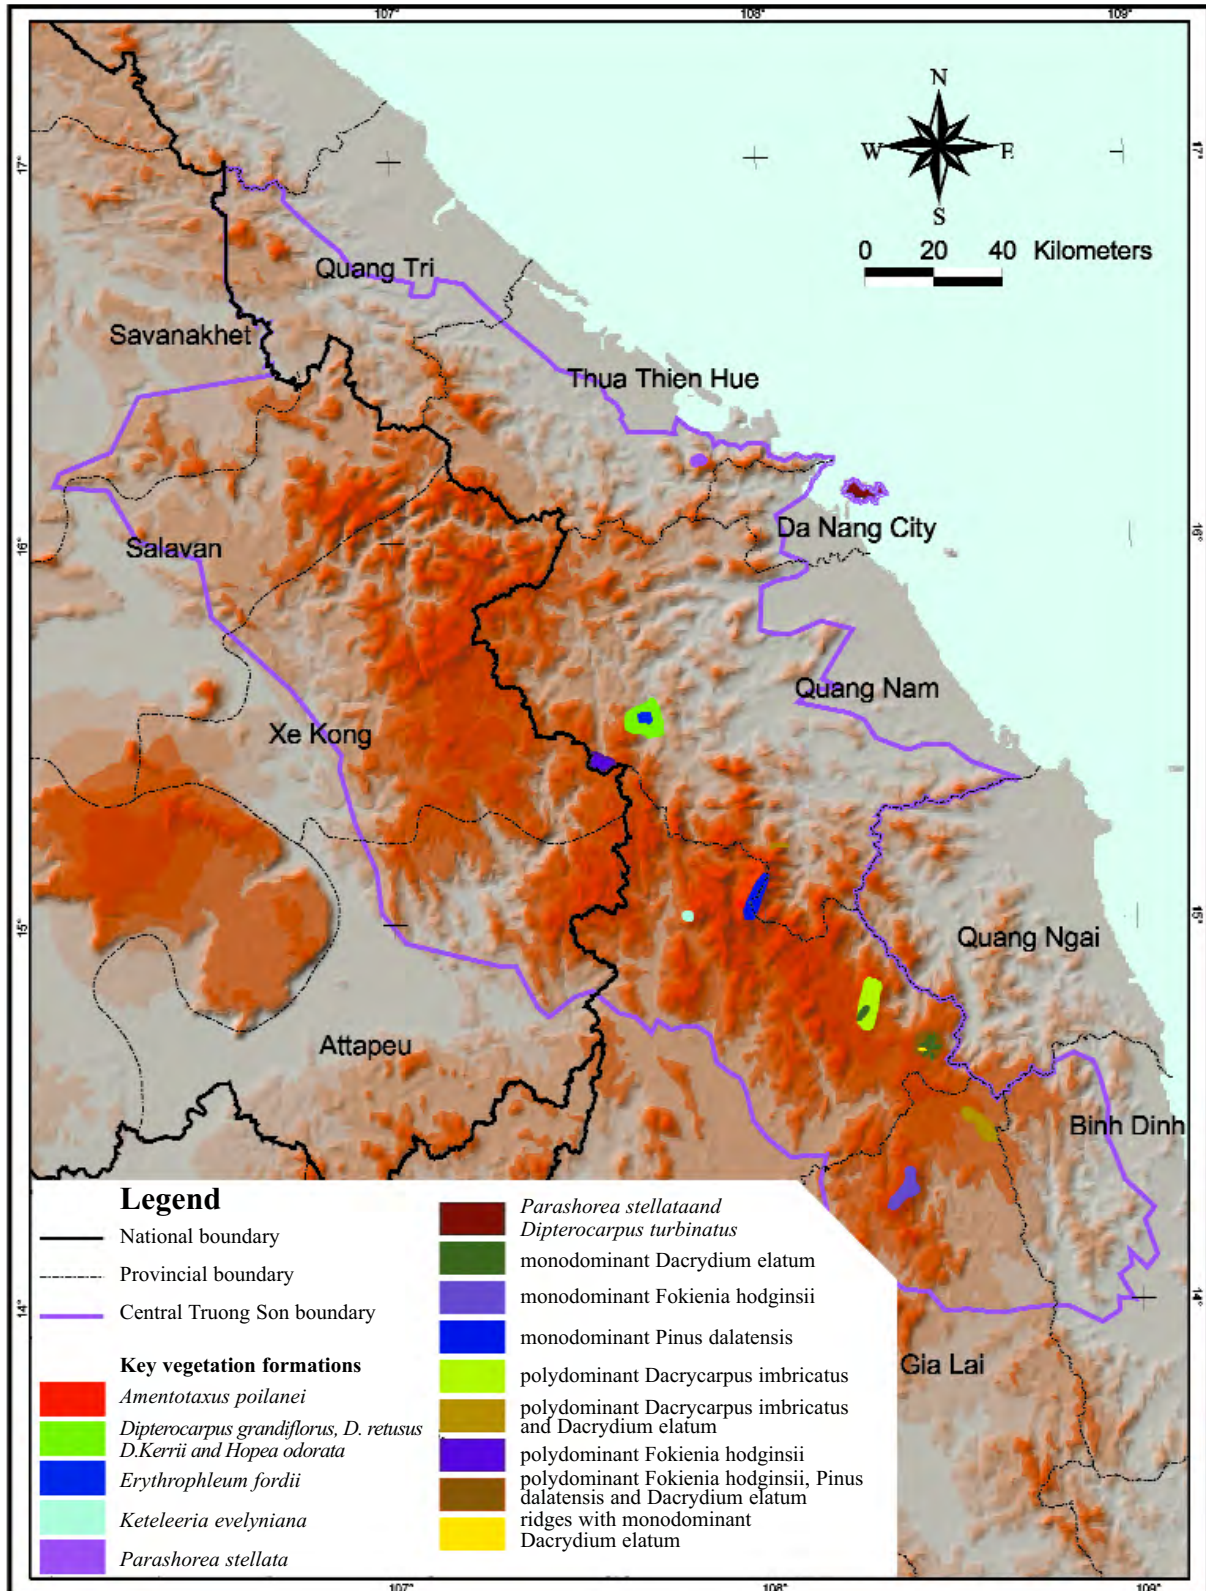 107° 108° 109°
N
W E
S
0 20 40 Kilometers
17° 17°
Quang Tri
Savanakhet
Thua Thien Hue
Da Nang City
16° 16°
Salavan
Quang Nam
Xe Kong
15° 15°
Quang Ngai
Attapeu
Binh Dinh
14° 14°
Gia Lai
Legend
National boundary
Provincial boundary
Central Truong Son boundary
Key vegetation formations
Amentotaxus poilanei
Dipterocarpus grandiflorus, D. retusus
D.Kerrii and Hopea odorata
Erythrophleum fordii
Keteleeria evelyniana
Parashorea stellata
Parashorea stellataand
Dipterocarpus turbinatus
monodominant Dacrydium elatum
monodominant Fokienia hodginsii
monodominant Pinus dalatensis
polydominant Dacrycarpus imbricatus
polydominant Dacrycarpus imbricatus
and Dacrydium elatum
polydominant Fokienia hodginsii
polydominant Fokienia hodginsii, Pinus
dalatensis and Dacrydium elatum
ridges with monodominant
Dacrydium elatum
107° 108° 109°